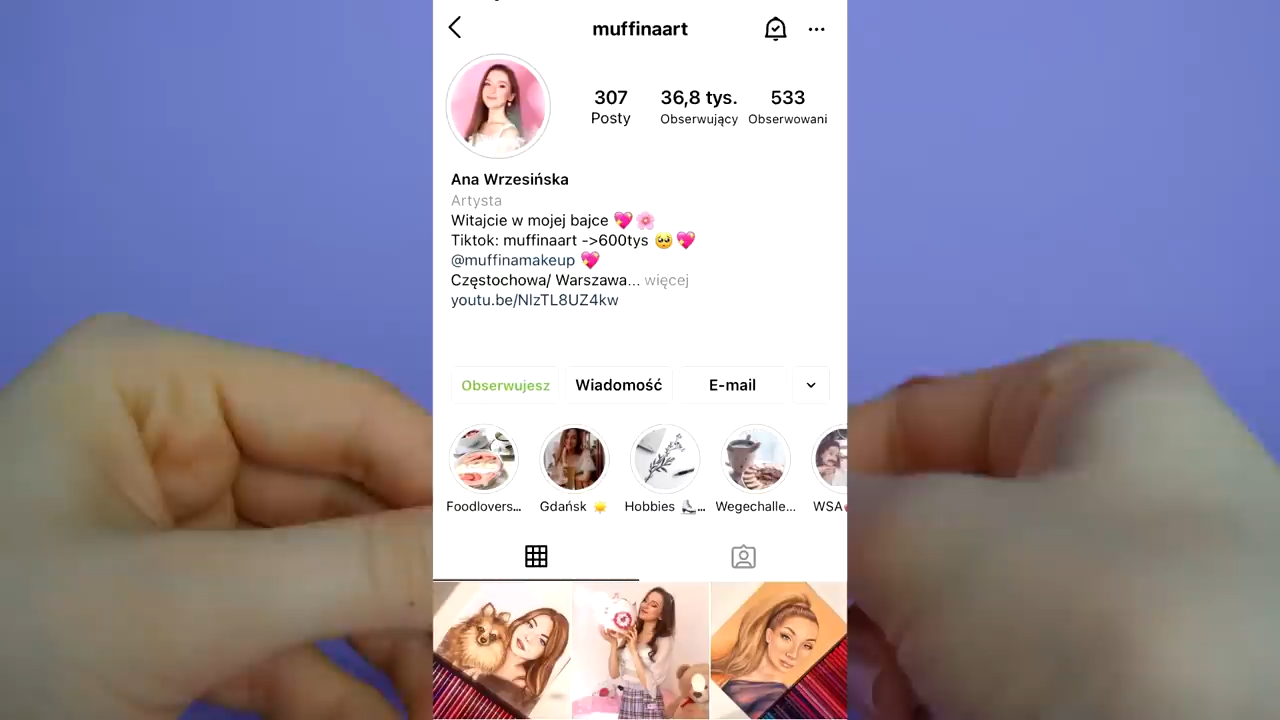 muffinaart
307 36,8 tys. 533
Posty Obserwujący Obserwowani
Ana Wrzesińska
Artysta
Witajcie w mojej bajce 💖🌸
Tiktok: muffinaart ->600tys 🥺💖
@muffinamakeup 💖
Częstochowa/ Warszawa... więcej
youtu.be/NIzTL8UZ4kw
Obserwujesz Wiadomość E-mail
Foodlovers... Gdańsk ☀️ Hobbies ⛸️... Wegechalle... WSA